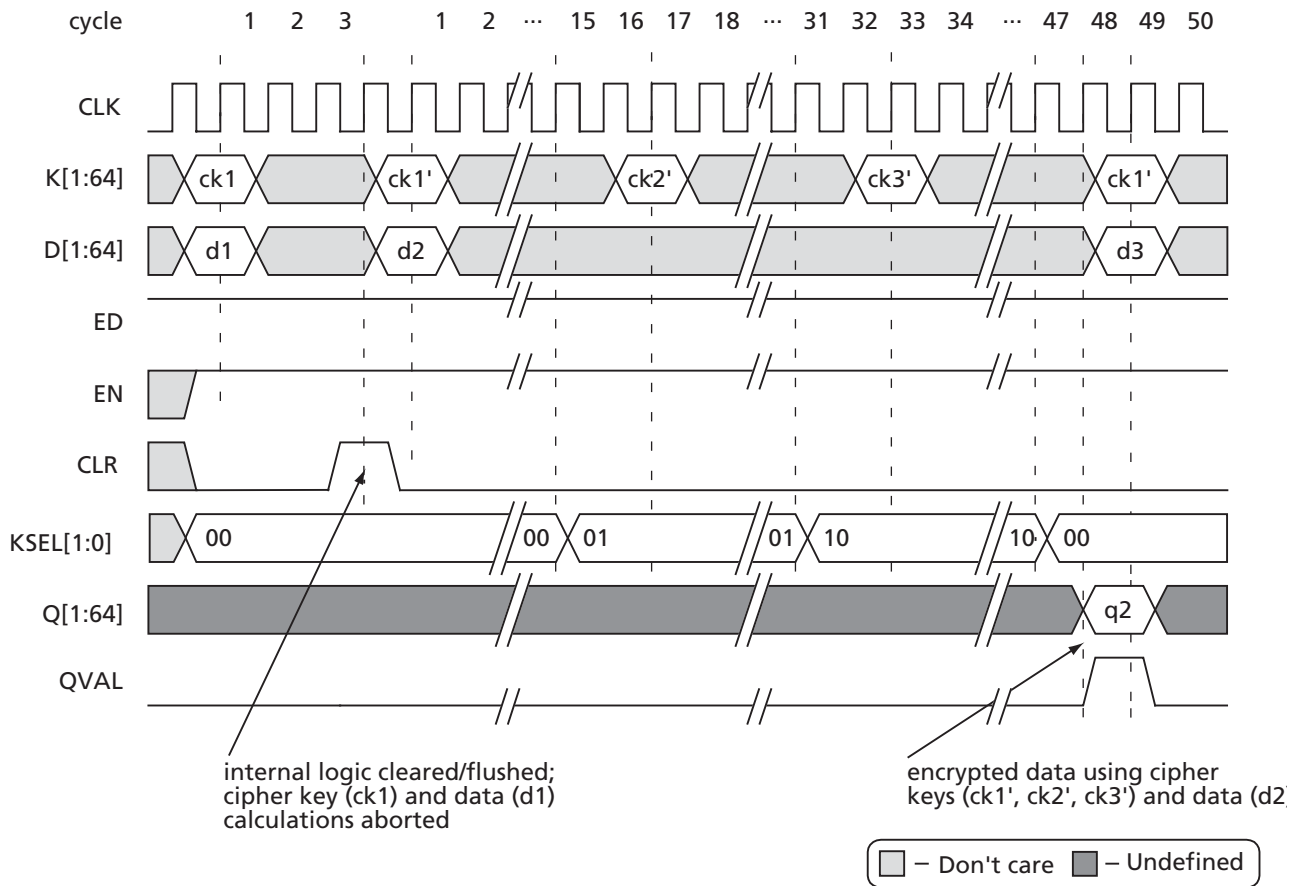 cycle 1 2 3 1 2 ... 15 16 17 18 ... 31 32 33 34 ... 47 48 49 50
CLK
K[1:64] ck1 ck1' ck2' ck3' ck1'
D[1:64] d1 d2 d3
ED
EN
CLR
KSEL[1:0] 00 00 01 01 10 10 00
Q[1:64] q2
QVAL
internal logic cleared/flushed;
cipher key (ck1) and data (d1)
calculations aborted
encrypted data using cipher
keys (ck1', ck2', ck3') and data (d2
– Don't care – Undefined